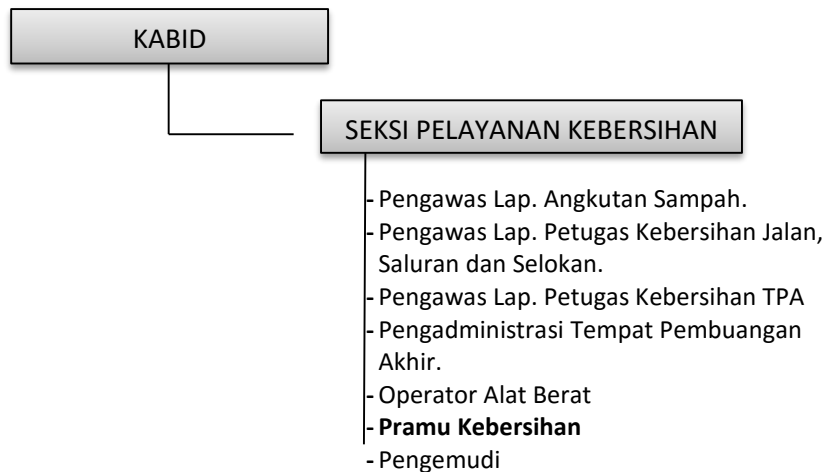 KABID
SEKSI PELAYANAN KEBERSIHAN
- Pengawas Lap. Angkutan Sampah.
- Pengawas Lap. Petugas Kebersihan Jalan,
Saluran dan Selokan.
- Pengawas Lap. Petugas Kebersihan TPA
- Pengadministrasi Tempat Pembuangan
Akhir.
- Operator Alat Berat
- Pramu Kebersihan
- Pengemudi